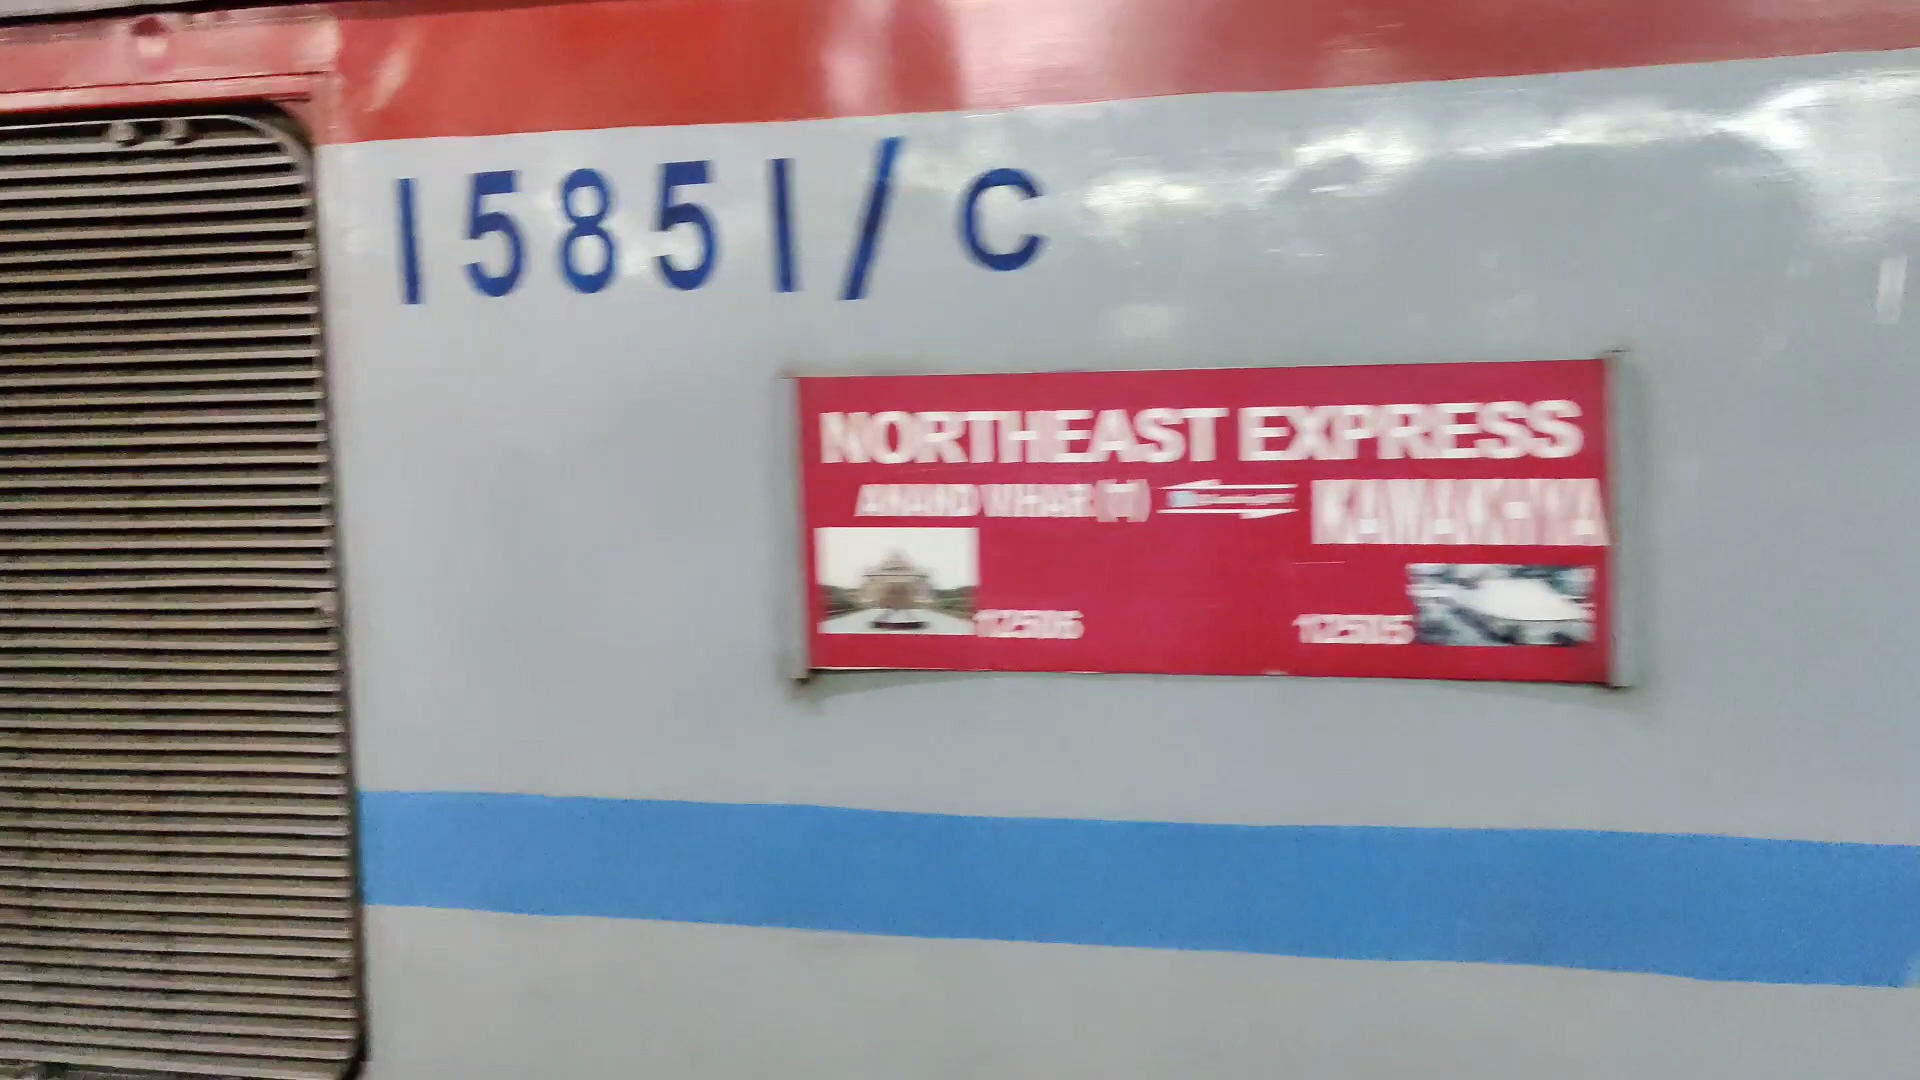 15851/C
NORTHEAST EXPRESS
ANAND VIHAR (T) KAMAKHYA
12506 12505